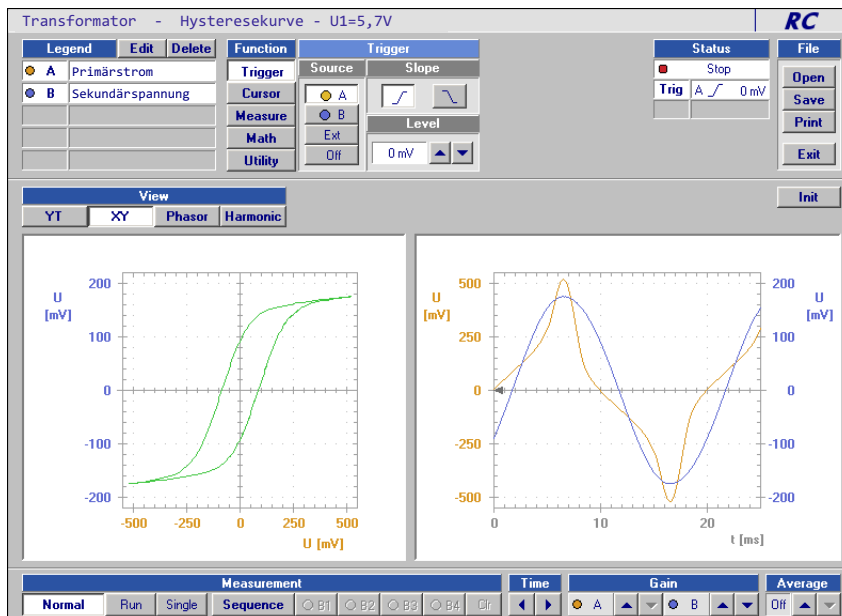 Transformator - Hysteresekurve - U1=5,7V
RC
Legend Edit Delete
A Primärstrom
B Sekundärspannung
Function
Trigger
Cursor
Measure
Math
Utility
Trigger
Source Slope
A
B
Ext
Off
Level
0 mV
Status
Stop
Trig A 0 mV
File
Open
Save
Print
Exit
Init
View
YT XY Phasor Harmonic
U
[mV]
200
100
0
-100
-200
-500 -250 0 250 500
U [mV]
U
[mV]
500
250
0
-250
-500
0 10 20
t [ms]
U
[mV]
200
100
0
-100
-200
Measurement
Normal Run Single Sequence B1 B2 B3 B4 Clr
Time
Gain
A B
Average
Off